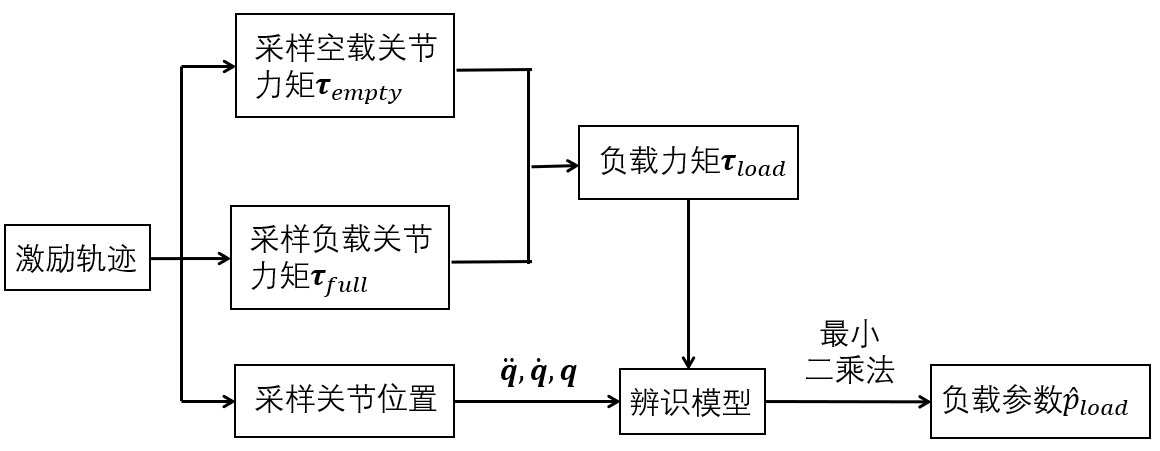 采样空载关节
力矩τ_empty
负载力矩τ_load
采样负载关节
力矩τ_full
激励轨迹
采样关节位置
q̈, q̇, q
辨识模型
最小
二乘法
负载参数p̂_load